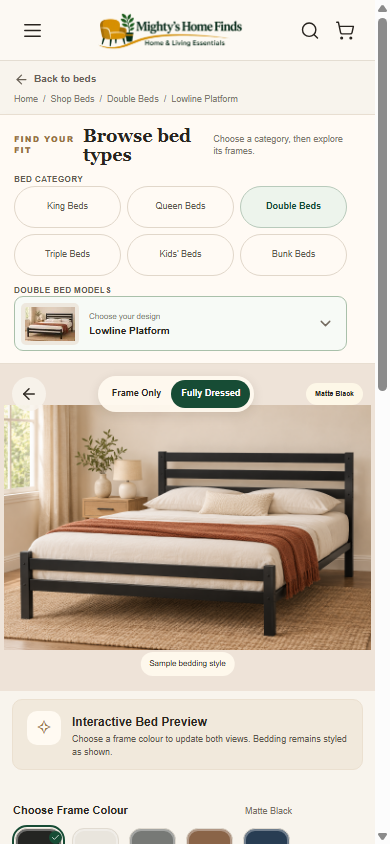 Mighty's Home Finds
Home & Living Essentials
Back to beds
Home / Shop Beds / Double Beds / Lowline Platform
FIND YOUR
FIT
Browse bed
types
Choose a category, then explore
its frames.
BED CATEGORY
King Beds
Queen Beds
Double Beds
Triple Beds
Kids' Beds
Bunk Beds
DOUBLE BED MODELS
Choose your design
Lowline Platform
Frame Only
Fully Dressed
Matte Black
Sample bedding style
Interactive Bed Preview
Choose a frame colour to update both views. Bedding remains styled
as shown.
Choose Frame Colour
Matte Black